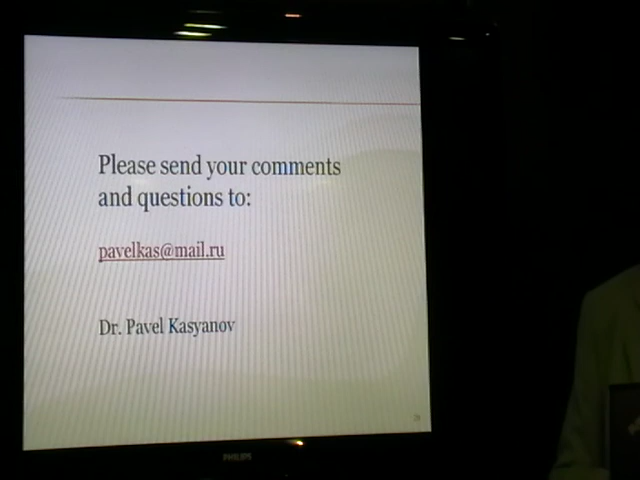 Please send your comments
and questions to:
pavelkas@mail.ru
Dr. Pavel Kasyanov
PHILIPS